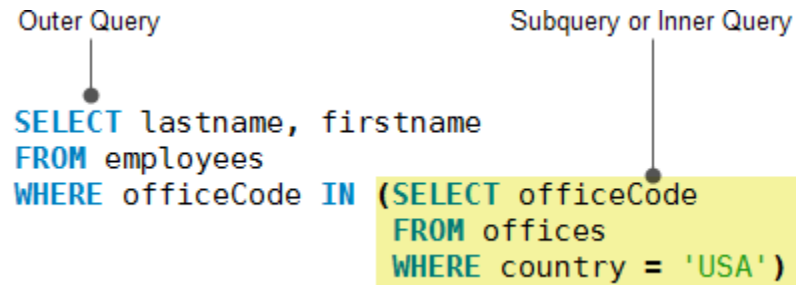 Outer Query
Subquery or Inner Query
SELECT lastname, firstname
FROM employees
WHERE officeCode IN (SELECT officeCode
FROM offices
WHERE country = 'USA')